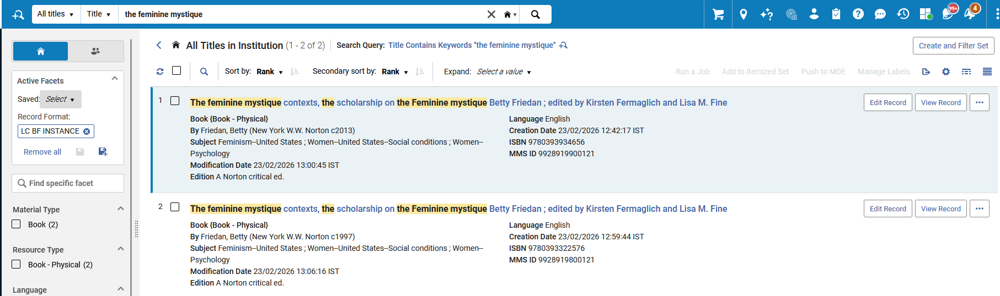 All titles Title the feminine mystique
99+ 4
All Titles in Institution (1 - 2 of 2) Search Query: Title Contains Keywords "the feminine mystique" Create and Filter Set
Sort by: Rank Secondary sort by: Rank Expand: Select a value Run a Job Add to Itemized Set Push to MDE Manage Labels
Active Facets
Saved: Select
Record Format:
LC BF INSTANCE
Remove all
Find specific facet
Material Type
Book (2)
Resource Type
Book - Physical (2)
Language
1 The feminine mystique contexts, the scholarship on the Feminine mystique Betty Friedan ; edited by Kirsten Fermaglich and Lisa M. Fine Edit Record View Record
Book {Book - Physical}
By Friedan, Betty (New York W.W. Norton c2013)
Subject Feminism--United States ; Women--United States--Social conditions ; Women--
Psychology
Modification Date 23/02/2026 13:00:45 IST
Edition A Norton critical ed.
Language English
Creation Date 23/02/2026 12:42:17 IST
ISBN 9780393934656
MMS ID 9928919900121
2 The feminine mystique contexts, the scholarship on the Feminine mystique Betty Friedan ; edited by Kirsten Fermaglich and Lisa M. Fine Edit Record View Record
Book {Book - Physical}
By Friedan, Betty (New York W.W. Norton c1997)
Subject Feminism--United States ; Women--United States--Social conditions ; Women--
Psychology
Modification Date 23/02/2026 13:06:16 IST
Edition A Norton critical ed.
Language English
Creation Date 23/02/2026 12:59:44 IST
ISBN 9780393322576
MMS ID 9928919800121